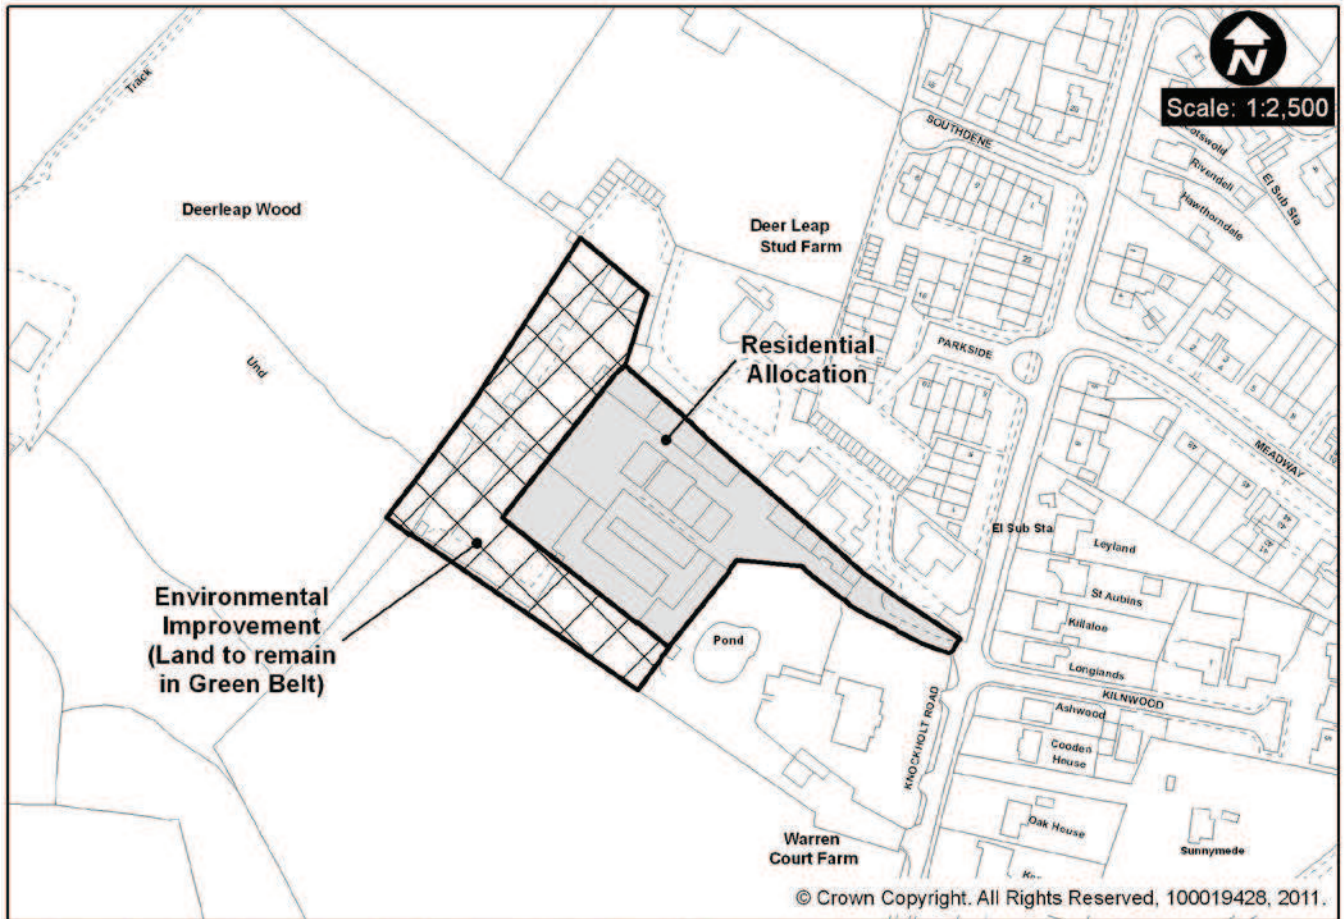 N
Scale: 1:2,500
Track
Deerleap Wood
Und
Deer Leap
Stud Farm
SOUTHDENE
Cotswold
Rivendell
Hawthorndale
El Sub Sta
PARKSIDE
MEADWAY
Residential
Allocation
Environmental
Improvement
(Land to remain
in Green Belt)
Pond
El Sub Sta
Leyland
St Aubins
Killaloe
Longlands
KILNWOOD
Ashwood
Cooden
House
KNOCKHOLT ROAD
Oak House
Sunnymede
Warren
Court Farm
© Crown Copyright. All Rights Reserved, 100019428, 2011.